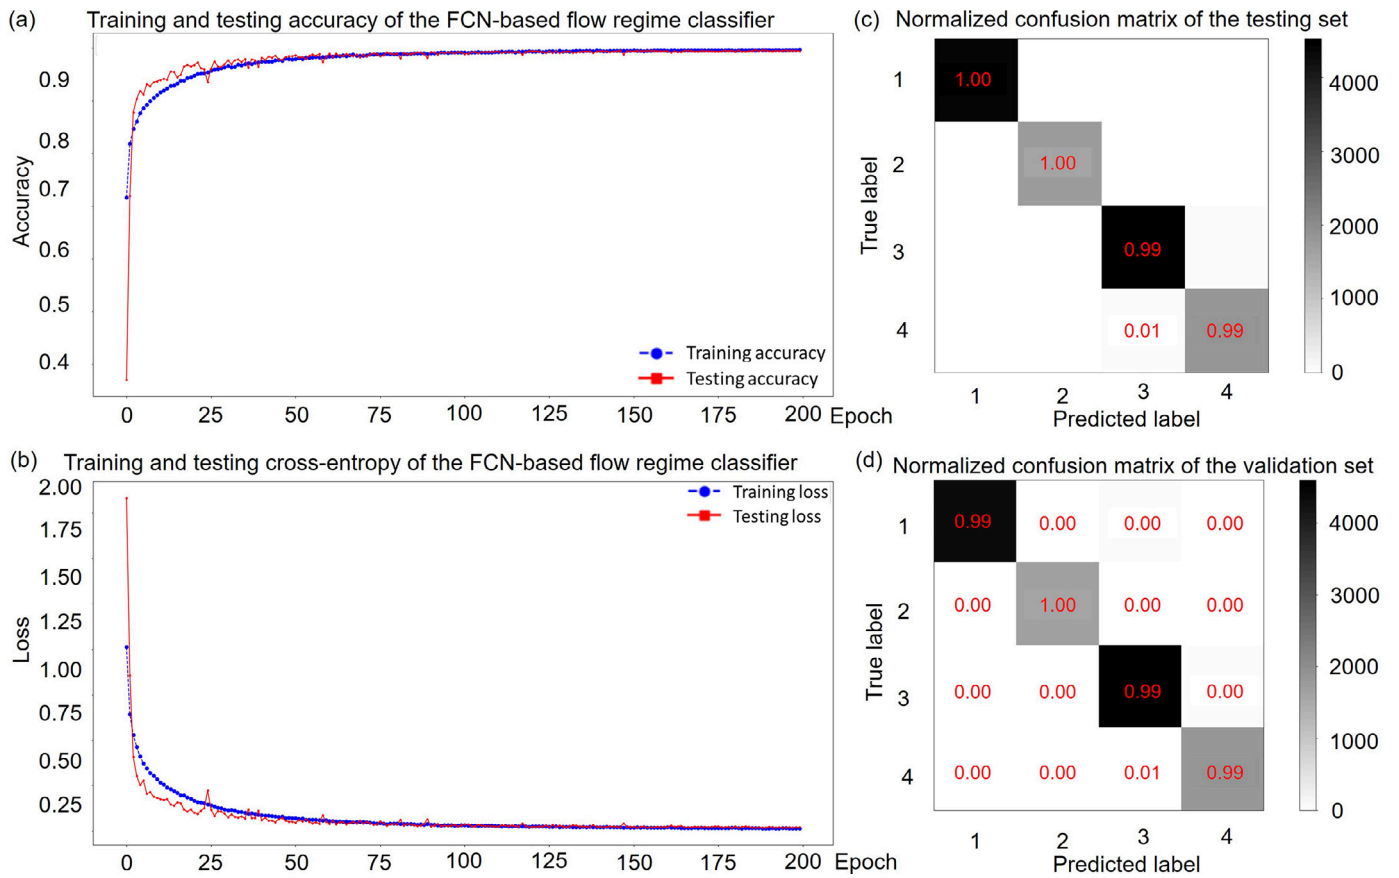 (a) Training and testing accuracy of the FCN-based flow regime classifier
0.9
0.8
0.7
0.6
0.5
0.4
Accuracy
Training accuracy
Testing accuracy
0 25 50 75 100 125 150 175 200 Epoch
(c) Normalized confusion matrix of the testing set
1 1.00
2 1.00
3 0.99
4 0.01 0.99
True label
1 2 3 4
Predicted label
4000
3000
2000
1000
0
(b) Training and testing cross-entropy of the FCN-based flow regime classifier
2.00
1.75
1.50
1.25
1.00
0.75
0.50
0.25
Loss
Training loss
Testing loss
0 25 50 75 100 125 150 175 200 Epoch
(d) Normalized confusion matrix of the validation set
1 0.99 0.00 0.00 0.00
2 0.00 1.00 0.00 0.00
3 0.00 0.00 0.99 0.00
4 0.00 0.00 0.01 0.99
True label
1 2 3 4
Predicted label
4000
3000
2000
1000
0